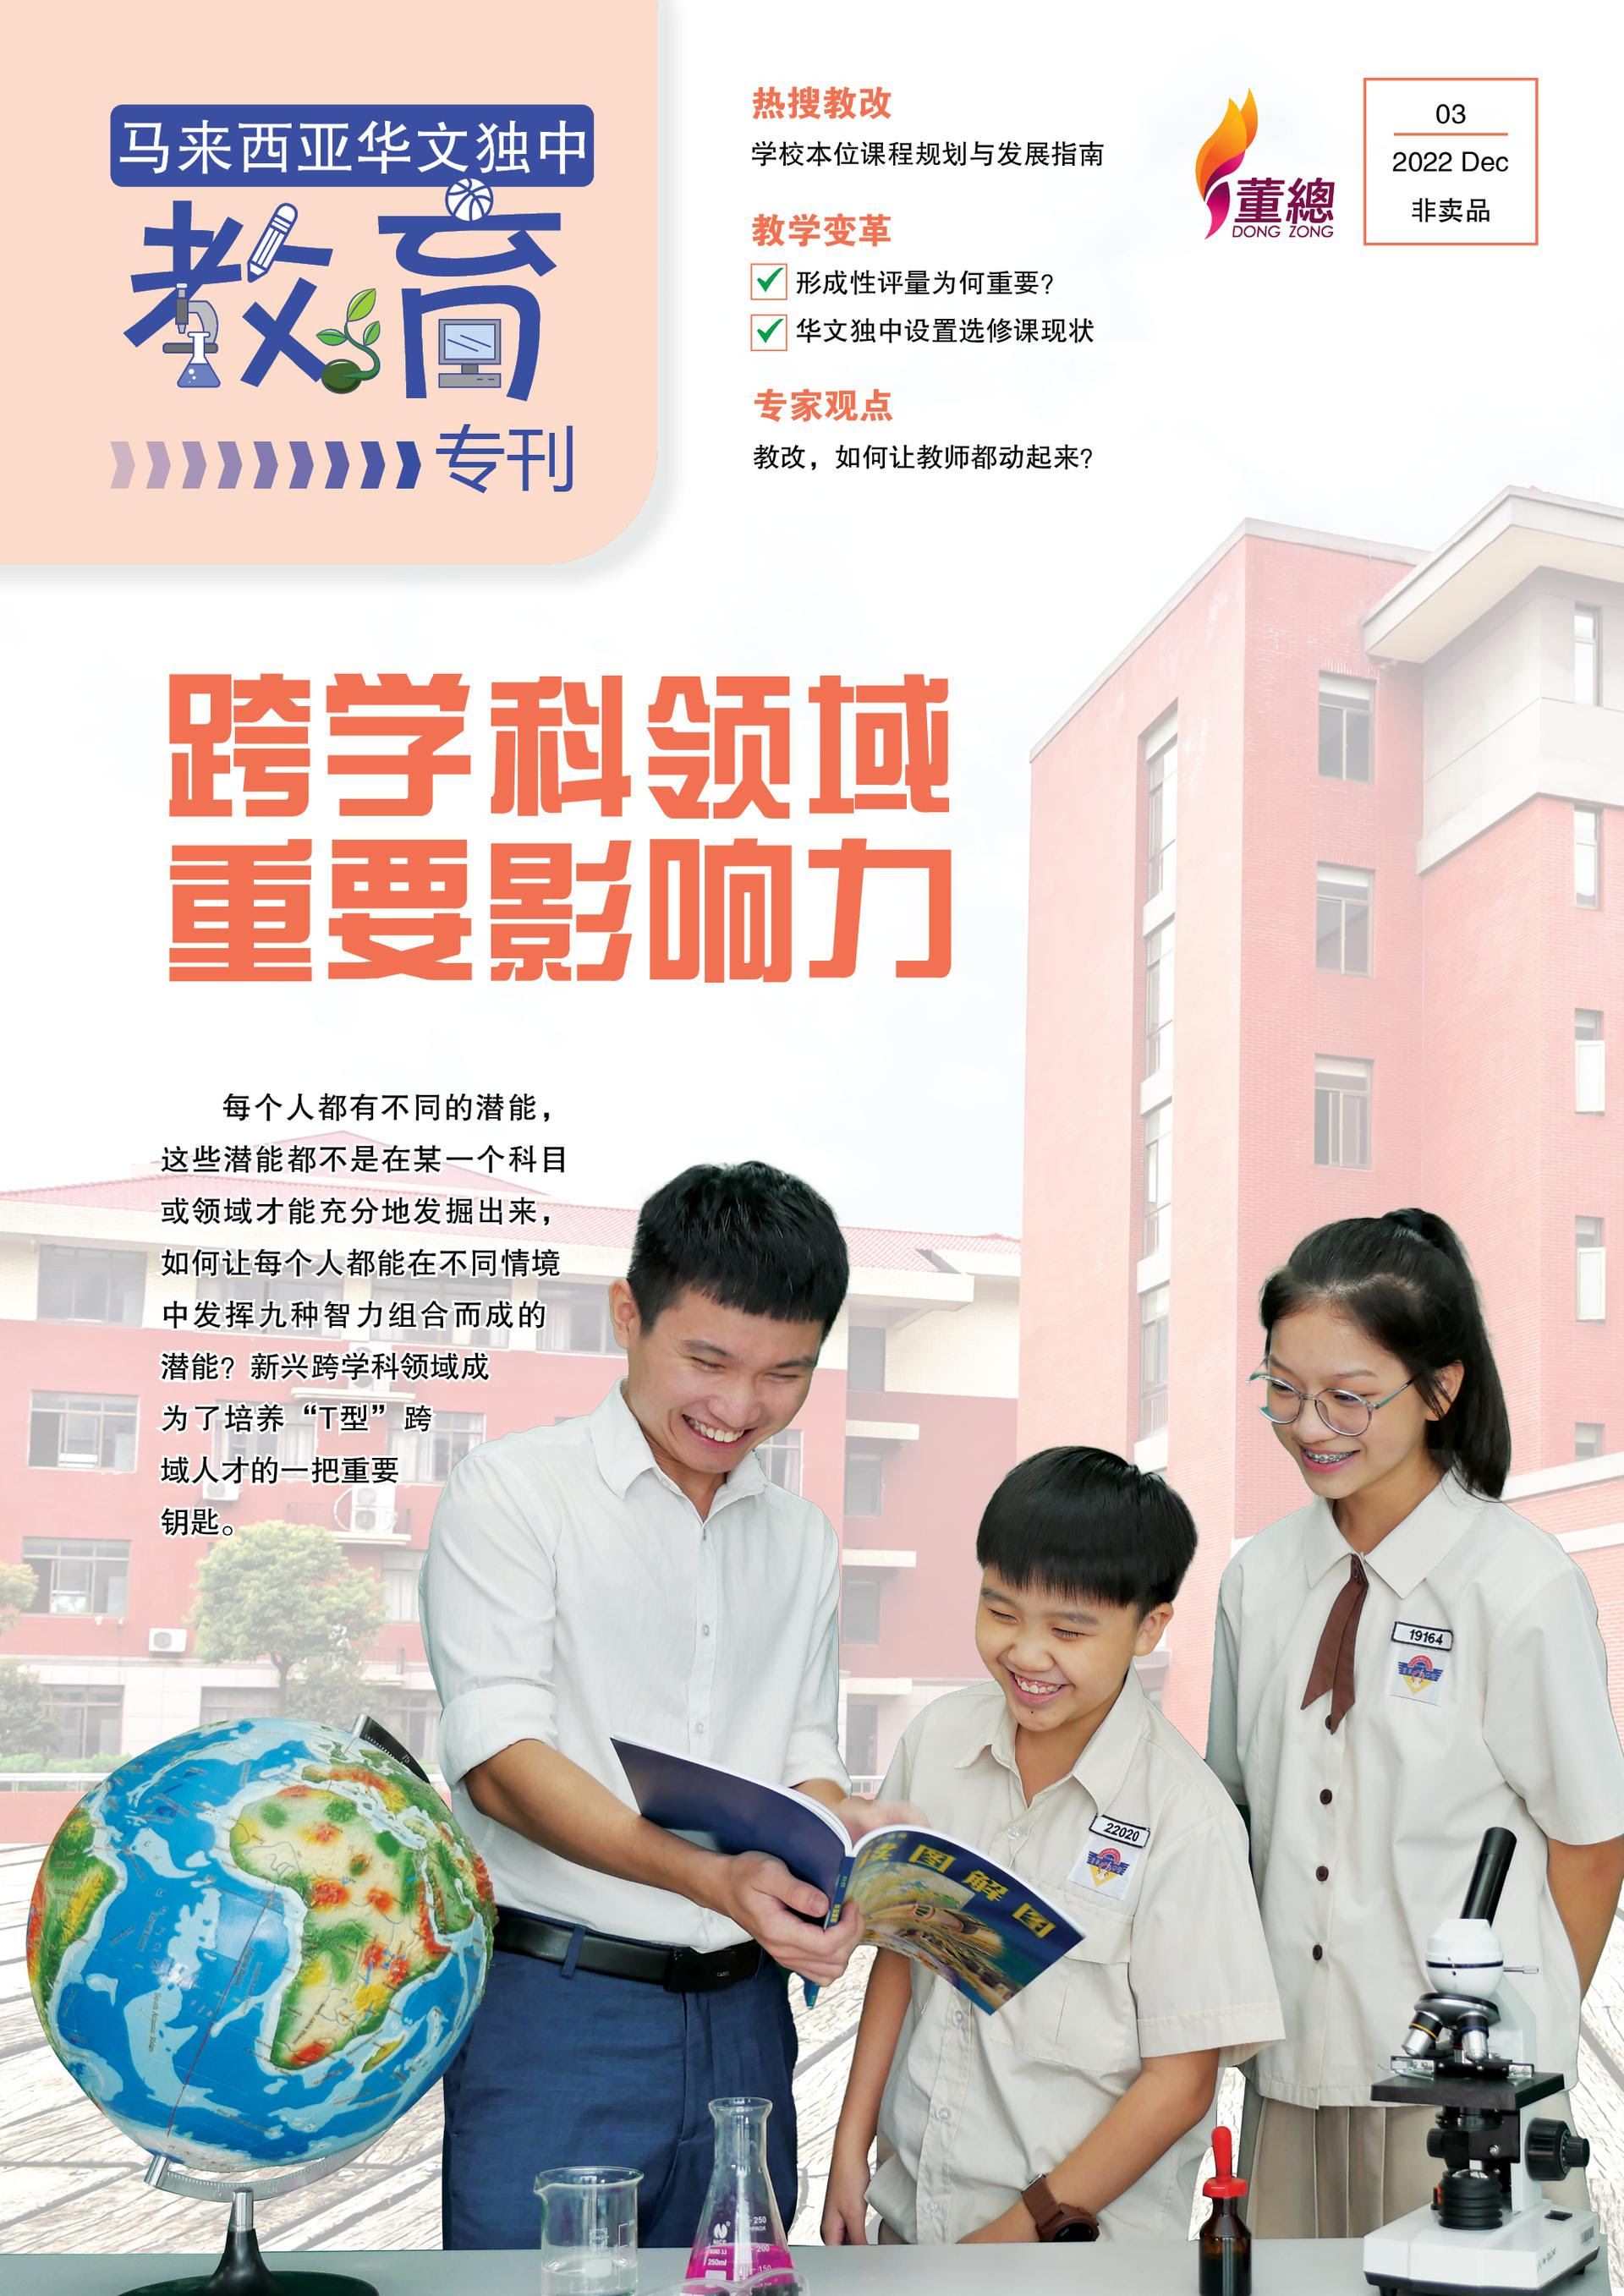 马来西亚华文独中
教育
专刊
热搜教改
学校本位课程规划与发展指南
教学变革
形成性评量为何重要？
华文独中设置选修课现状
专家观点
教改，如何让教师都动起来？
董總
DONG ZONG
03
2022 Dec
非卖品
跨学科领域
重要影响力
每个人都有不同的潜能，
这些潜能都不是在某一个科目
或领域才能充分地发掘出来，
如何让每个人都能在不同情境
中发挥九种智力组合而成的
潜能？新兴跨学科领域成
为了培养“T型”跨
域人才的一把重要
钥匙。
19164
22020
图解图
250
200
150
250ml